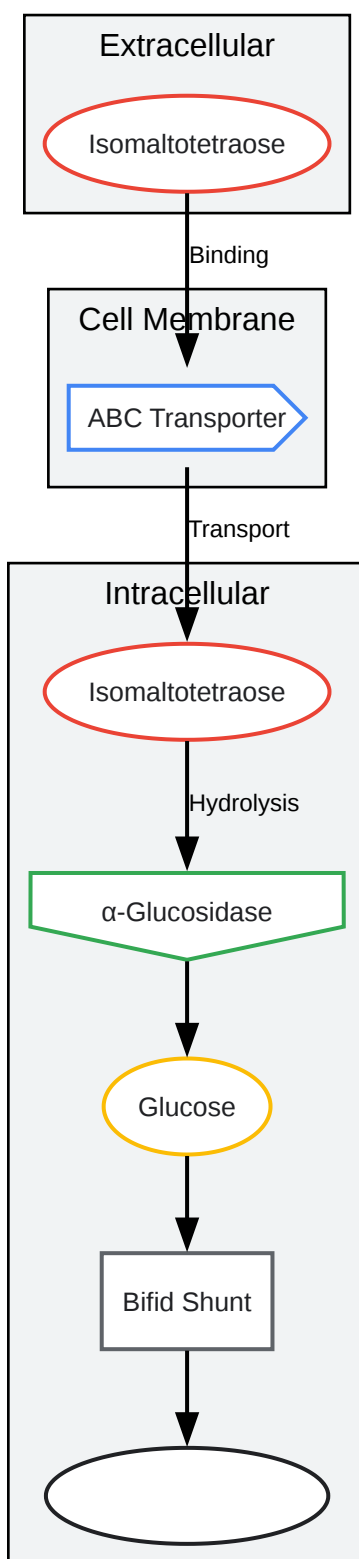 Extracellular
Isomaltotetraose
Binding
Cell Membrane
ABC Transporter
Transport
Intracellular
Isomaltotetraose
Hydrolysis
α-Glucosidase
Glucose
Bifid Shunt